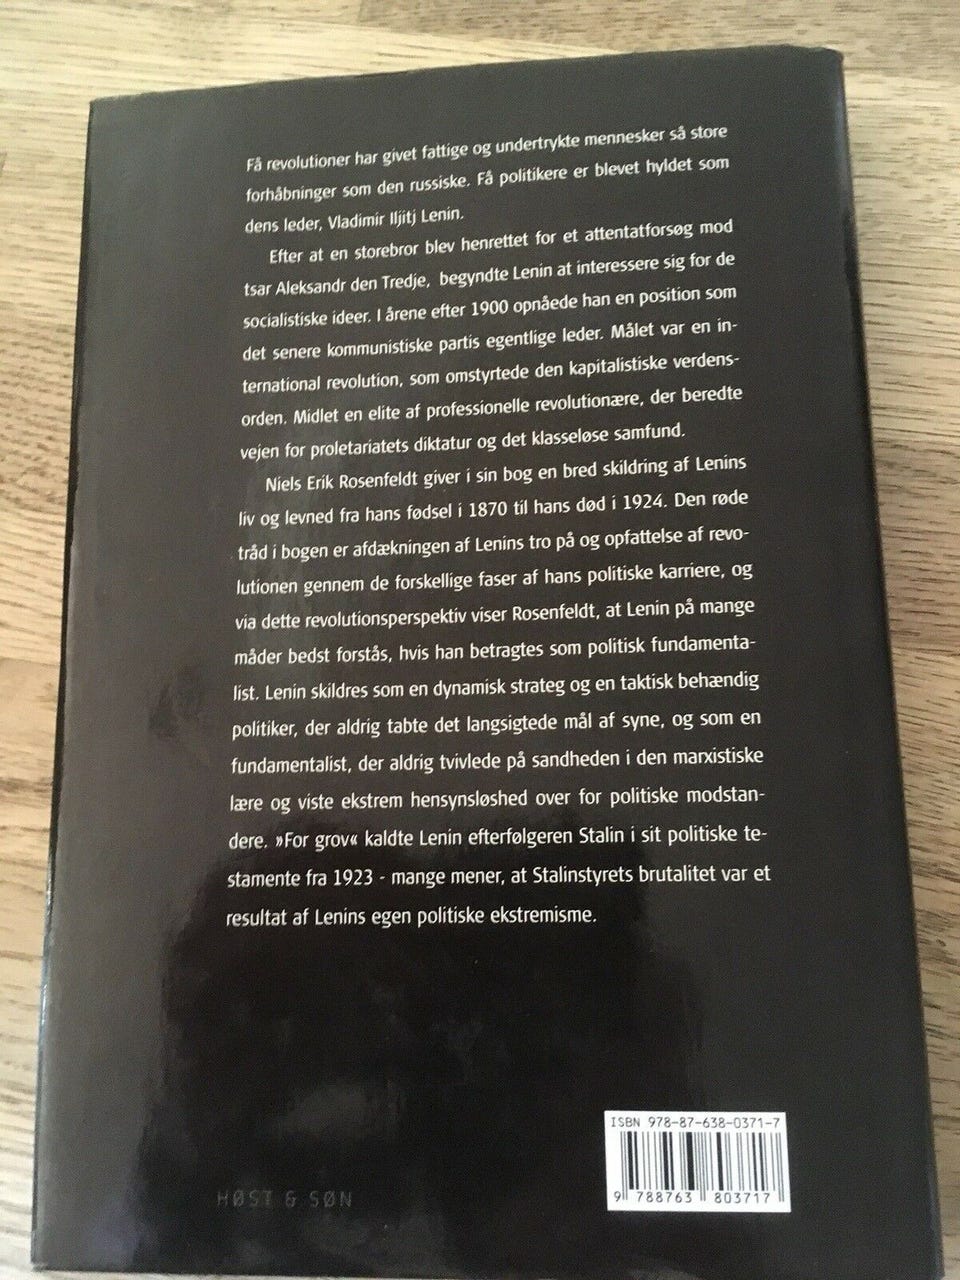 Få revolutioner har givet fattige og undertrykte mennesker så store
forhåbninger som den russiske. Få politikere er blevet hyldet som
dens leder, Vladimir Iljitj Lenin.
Efter at en storebror blev henrettet for et attentatforsøg mod
tsar Aleksandr den Tredje, begyndte Lenin at interessere sig for de
socialistiske ideer. I årene efter 1900 opnåede han en position som
det senere kommunistiske partis egentlige leder. Målet var en in-
ternational revolution, som omstyrtede den kapitalistiske verdens-
orden. Midlet en elite af professionelle revolutionære, der beredte
vejen for proletariatets diktatur og det klasseløse samfund.
Niels Erik Rosenfeldt giver i sin bog en bred skildring af Lenins
liv og levned fra hans fødsel i 1870 til hans død i 1924. Den røde
tråd i bogen er afdækningen af Lenins tro på og opfattelse af revo-
lutionen gennem de forskellige faser af hans politiske karriere, og
via dette revolutionsperspektiv viser Rosenfeldt, at Lenin på mange
måder bedst forstås, hvis han betragtes som politisk fundamenta-
list. Lenin skildres som en dynamisk strateg og en taktisk behændig
politiker, der aldrig tabte det langsigtede mål af syne, og som en
fundamentalist, der aldrig tvivlede på sandheden i den marxistiske
lære og viste ekstrem hensynsløshed over for politiske modstan-
dere. »For grov« kaldte Lenin efterfølgeren Stalin i sit politiske te-
stamente fra 1923 - mange mener, at Stalinstyrets brutalitet var et
resultat af Lenins egen politiske ekstremisme.
ISBN 978-87-638-0371-7
9 788763 803717
HØST & SØN